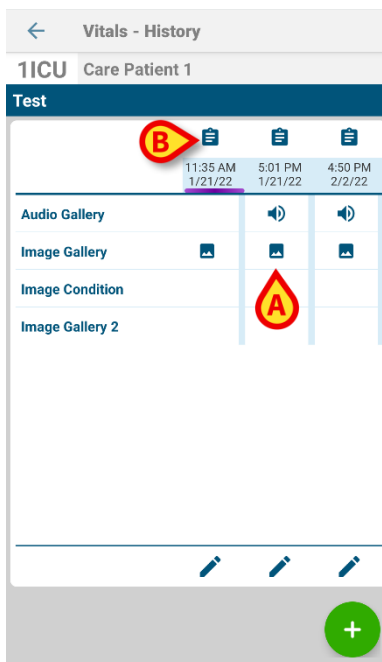 Vitals - History
1ICU Care Patient 1
Test
B
11:35 AM 5:01 PM 4:50 PM
1/21/22 1/21/22 2/2/22
Audio Gallery
Image Gallery
Image Condition
A
Image Gallery 2